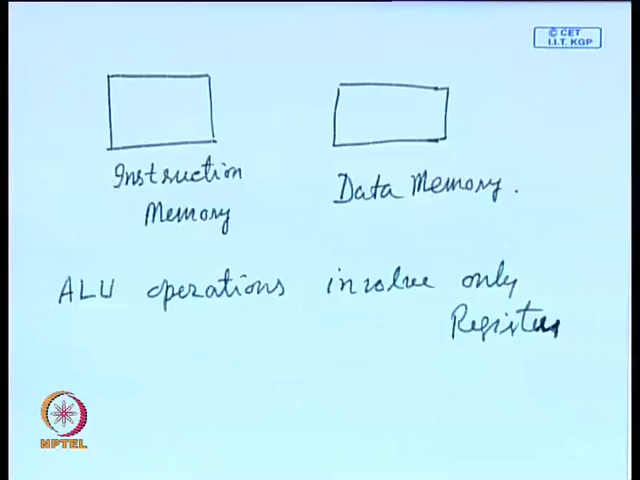 © CET
I.I.T. KGP
Instruction
Memory
Data Memory.
ALU operations involve only
Registers
NPTEL